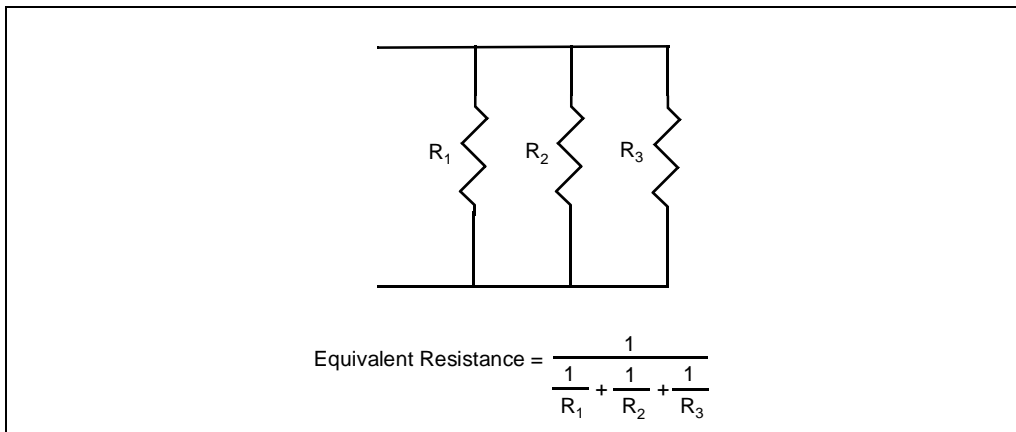 R₁ R₂ R₃
Equivalent Resistance = 1 / (1/R₁ + 1/R₂ + 1/R₃)